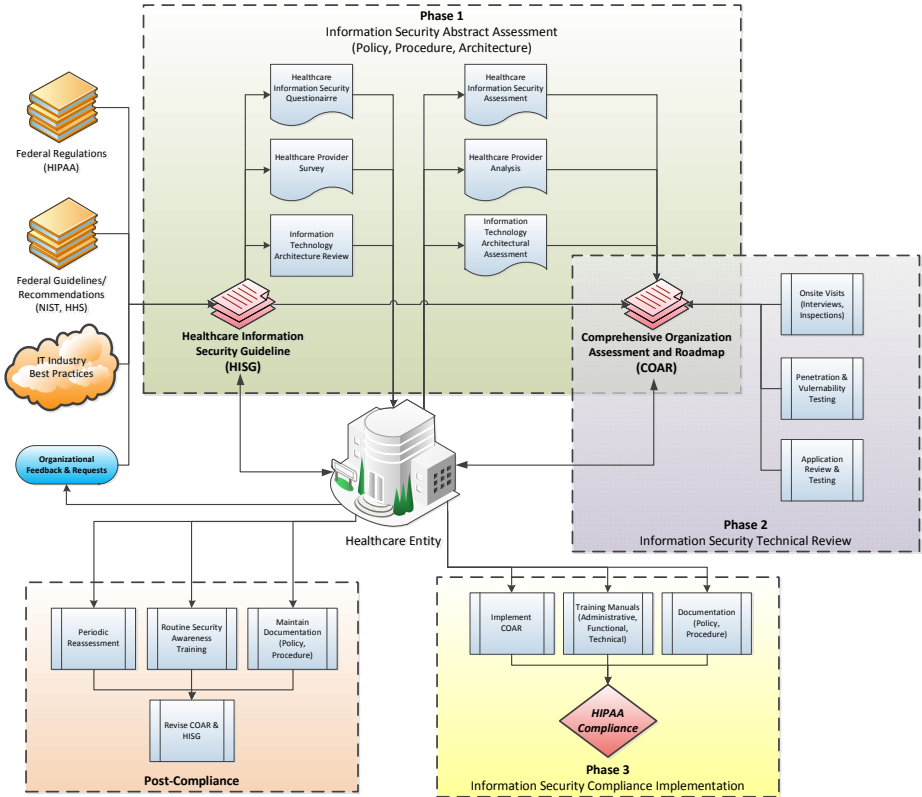 Phase 1
Information Security Abstract Assessment
(Policy, Procedure, Architecture)
Healthcare
Information Security
Questionairre
Healthcare
Information Security
Assessment
Federal Regulations
(HIPAA)
Healthcare Provider
Survey
Healthcare Provider
Analysis
Information
Technology
Architecture Review
Information
Technology
Architectural
Assessment
Federal Guidelines/
Recommendations
(NIST, HHS)
Healthcare Information
Security Guideline
(HISG)
Comprehensive Organization
Assessment and Roadmap
(COAR)
Onsite Visits
(Interviews,
Inspections)
IT Industry
Best Practices
Penetration &
Vulernability
Testing
Organizational
Feedback & Requests
Application
Review &
Testing
Phase 2
Information Security Technical Review
Healthcare Entity
Periodic
Reassessment
Routine Security
Awareness
Training
Maintain
Documentation
(Policy,
Procedure)
Revise COAR &
HISG
Post-Compliance
Implement
COAR
Training Manuals
(Administrative,
Functional,
Technical)
Documentation
(Policy,
Procedure)
HIPAA
Compliance
Phase 3
Information Security Compliance Implementation